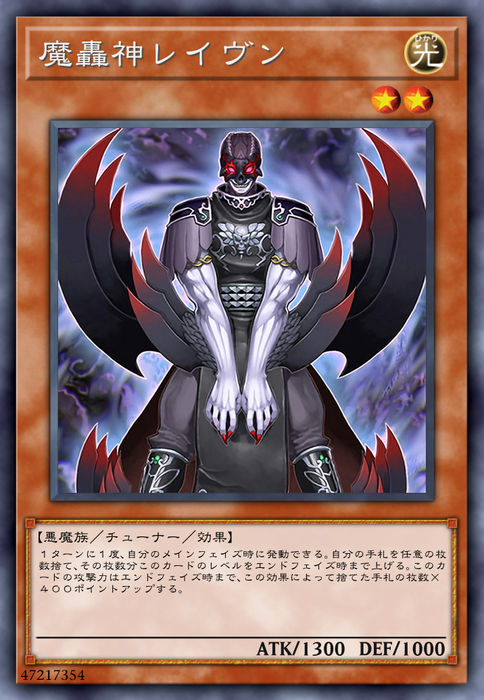 魔轟神レイヴン
ひかり
光
【悪魔族／チューナー／効果】
１ターンに１度、自分のメインフェイズ時に発動できる。自分の手札を任意の枚
数捨て、その枚数分このカードのレベルをエンドフェイズ時まで上げる。このカ
ードの攻撃力はエンドフェイズ時まで、この効果によって捨てた手札の枚数×
４００ポイントアップする。
ATK/1300 DEF/1000
47217354